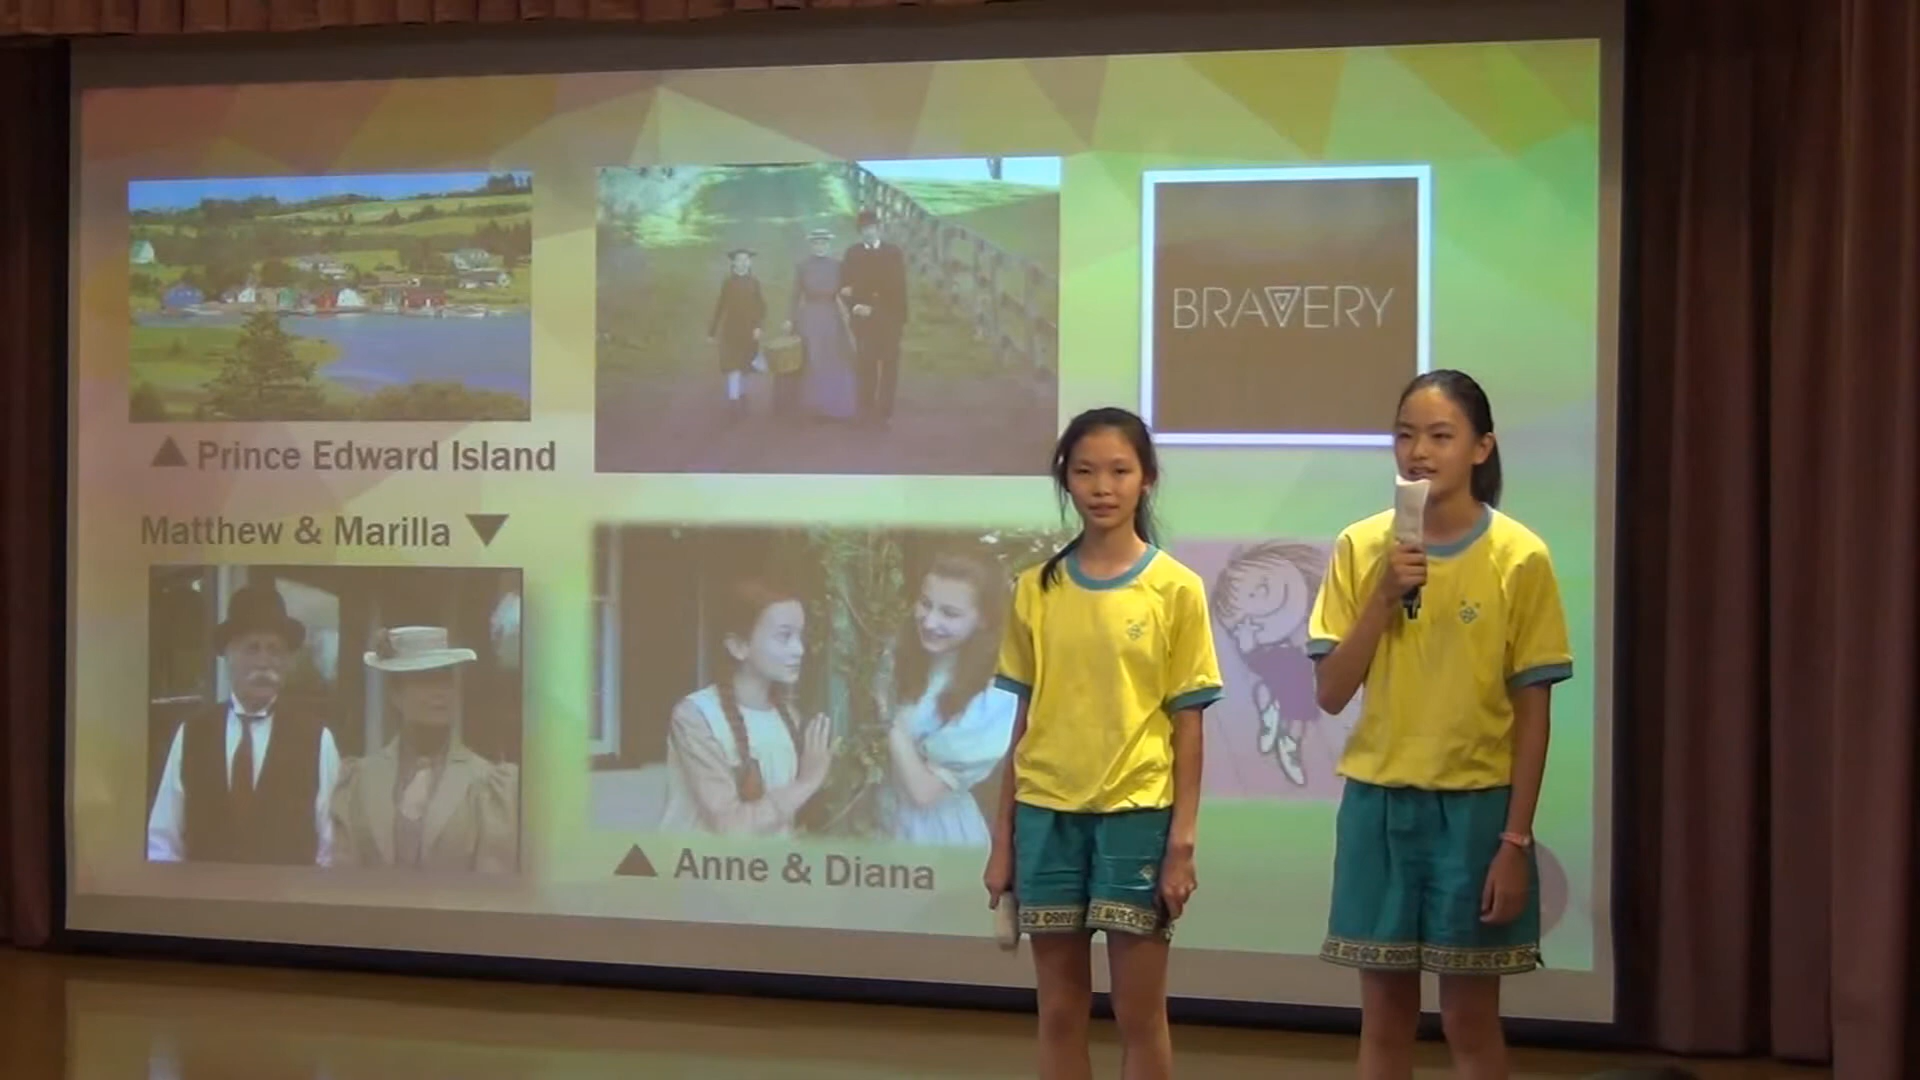 ▲ Prince Edward Island
BRAVERY
Matthew & Marilla ▼
▲ Anne & Diana